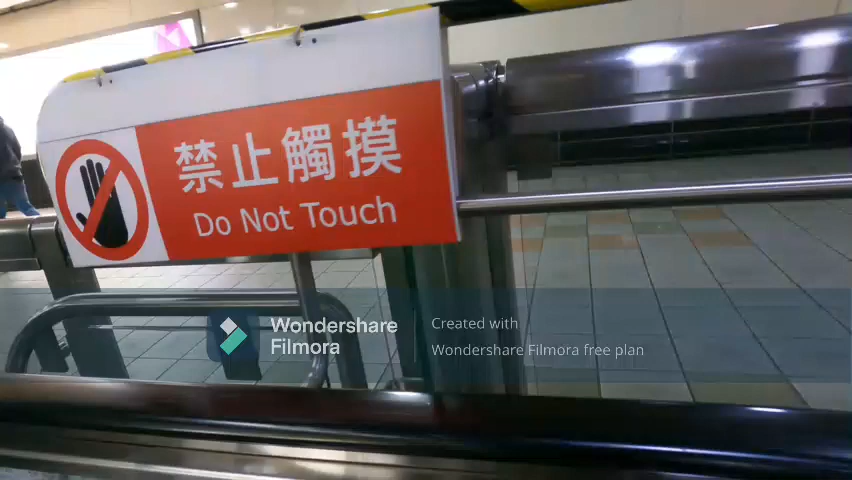 禁止觸摸
Do Not Touch
Wondershare
Filmora
Created with
Wondershare Filmora free plan